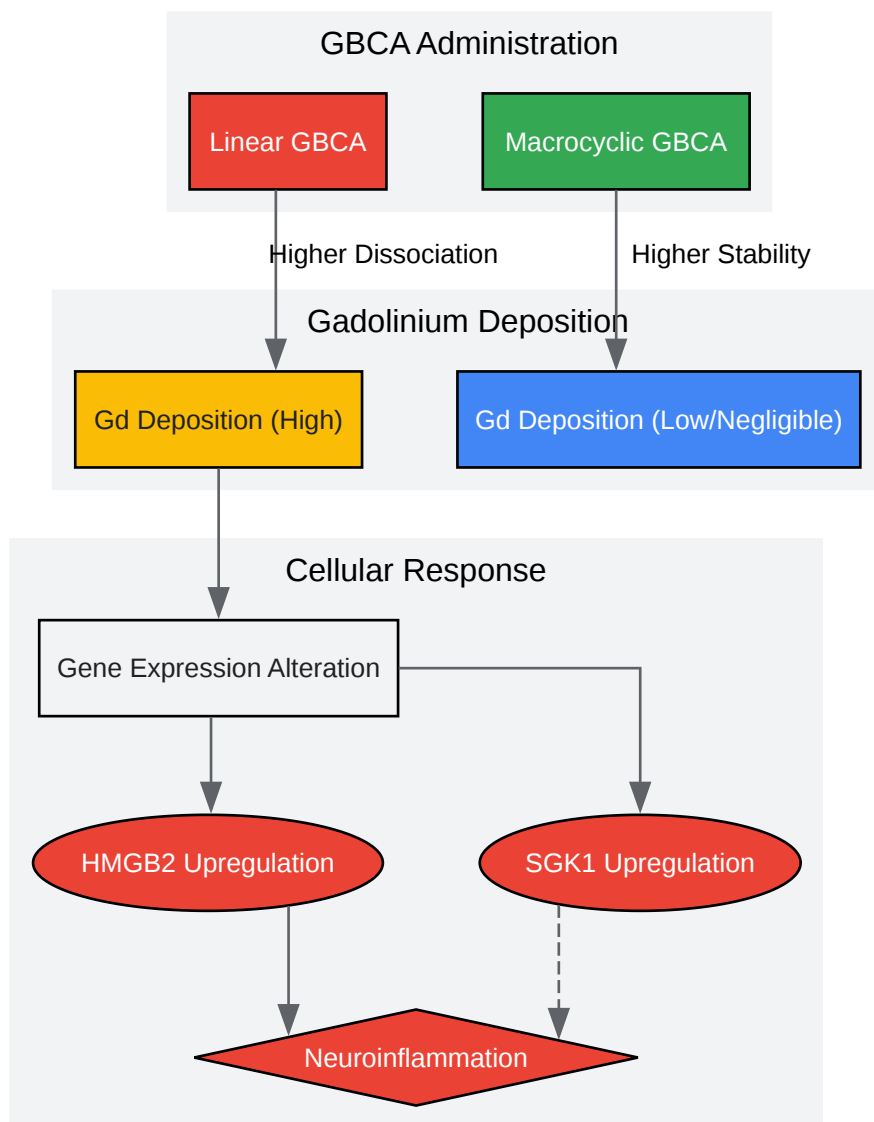 GBCA Administration
Linear GBCA
Macrocyclic GBCA
Higher Dissociation
Higher Stability
Gadolinium Deposition
Gd Deposition (High)
Gd Deposition (Low/Negligible)
Cellular Response
Gene Expression Alteration
HMGB2 Upregulation
SGK1 Upregulation
Neuroinflammation